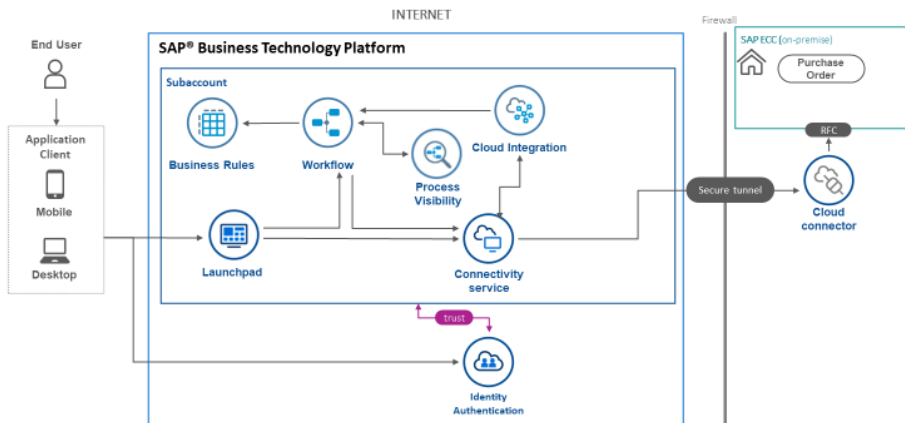 INTERNET
Firewall
End User
SAP® Business Technology Platform
SAP ECC (on-premise)
Purchase
Order
Subaccount
Application
Client
Business Rules
Workflow
Cloud Integration
RFC
Process
Visibility
Mobile
Secure tunnel
Cloud
connector
Desktop
Launchpad
Connectivity
service
trust
Identity
Authentication